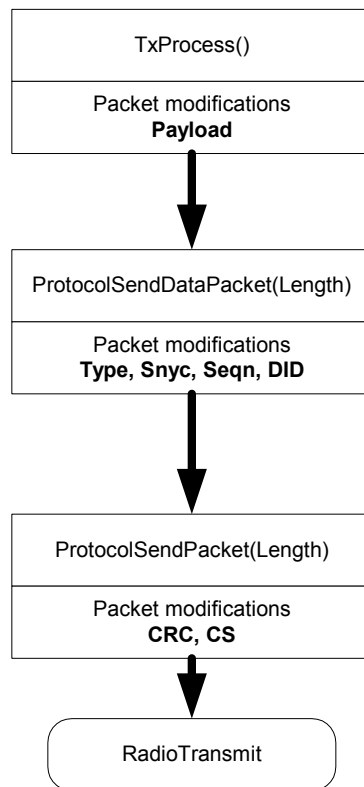 TxProcess()
Packet modifications
Payload
ProtocolSendDataPacket(Length)
Packet modifications
Type, Snyc, Seqn, DID
ProtocolSendPacket(Length)
Packet modifications
CRC, CS
RadioTransmit